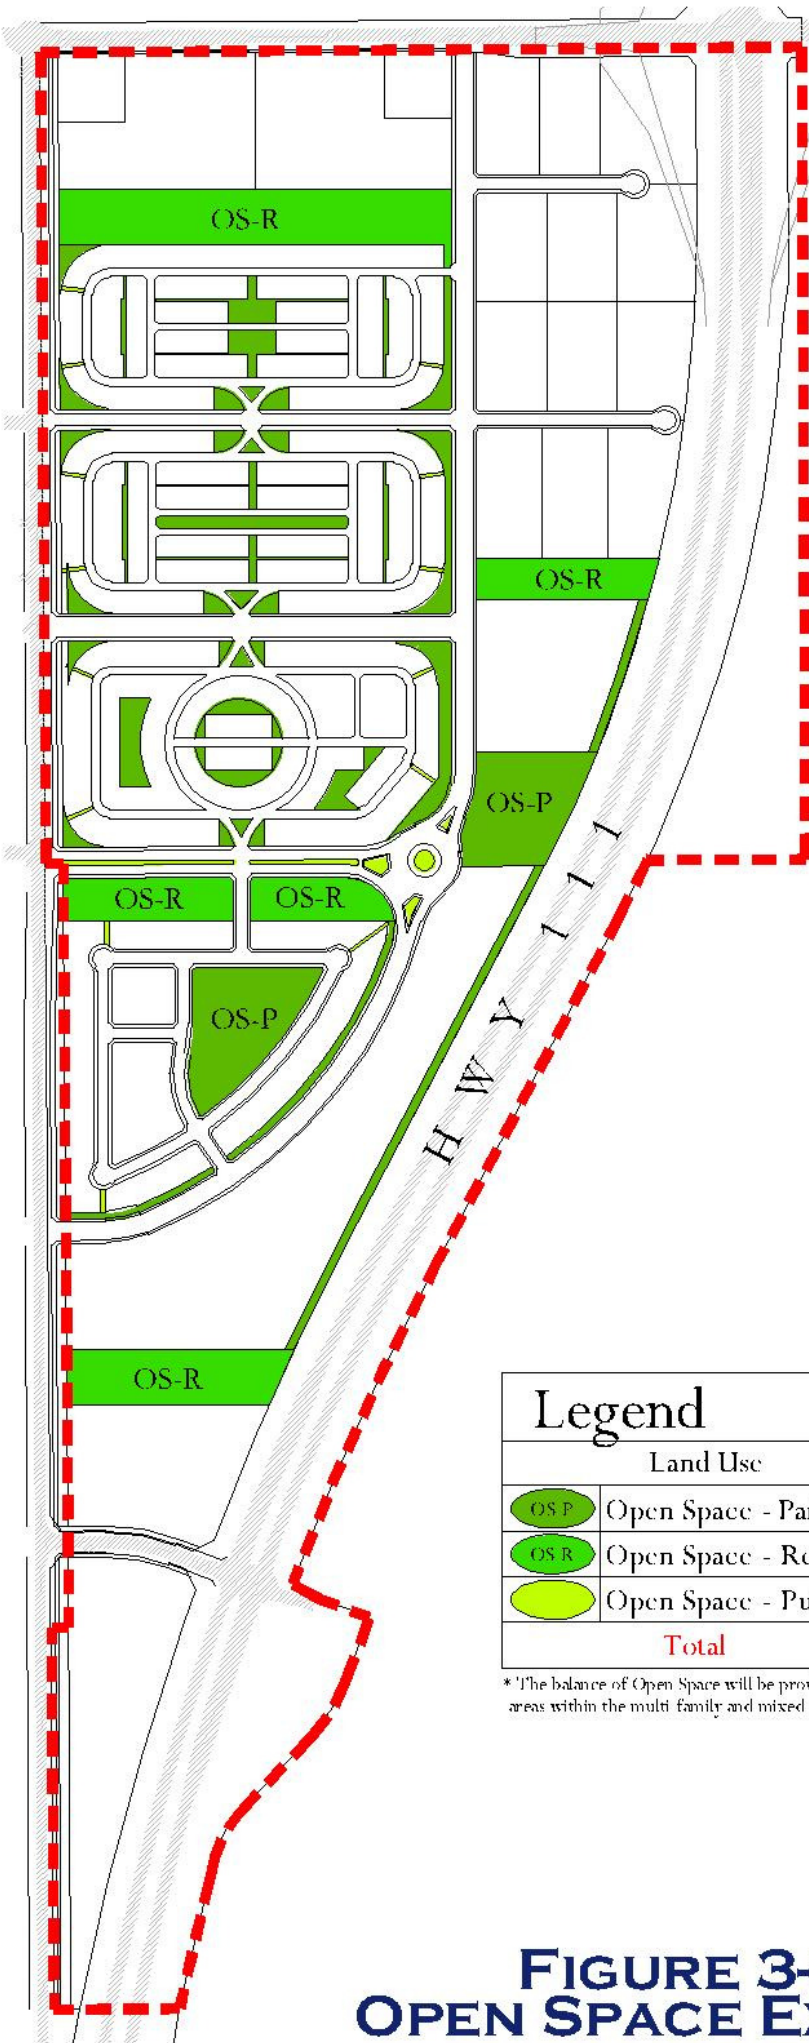 OS-R
OS-R
OS-P
OS-R
OS-R
OS-P
HWY 111
OS-R
Legend
Land Use
OS P Open Space - Pa
OS R Open Space - R
Open Space - Pu
Total
* The balance of Open Space will be pro
areas within the multi family and mixed
FIGURE 3-
OPEN SPACE E